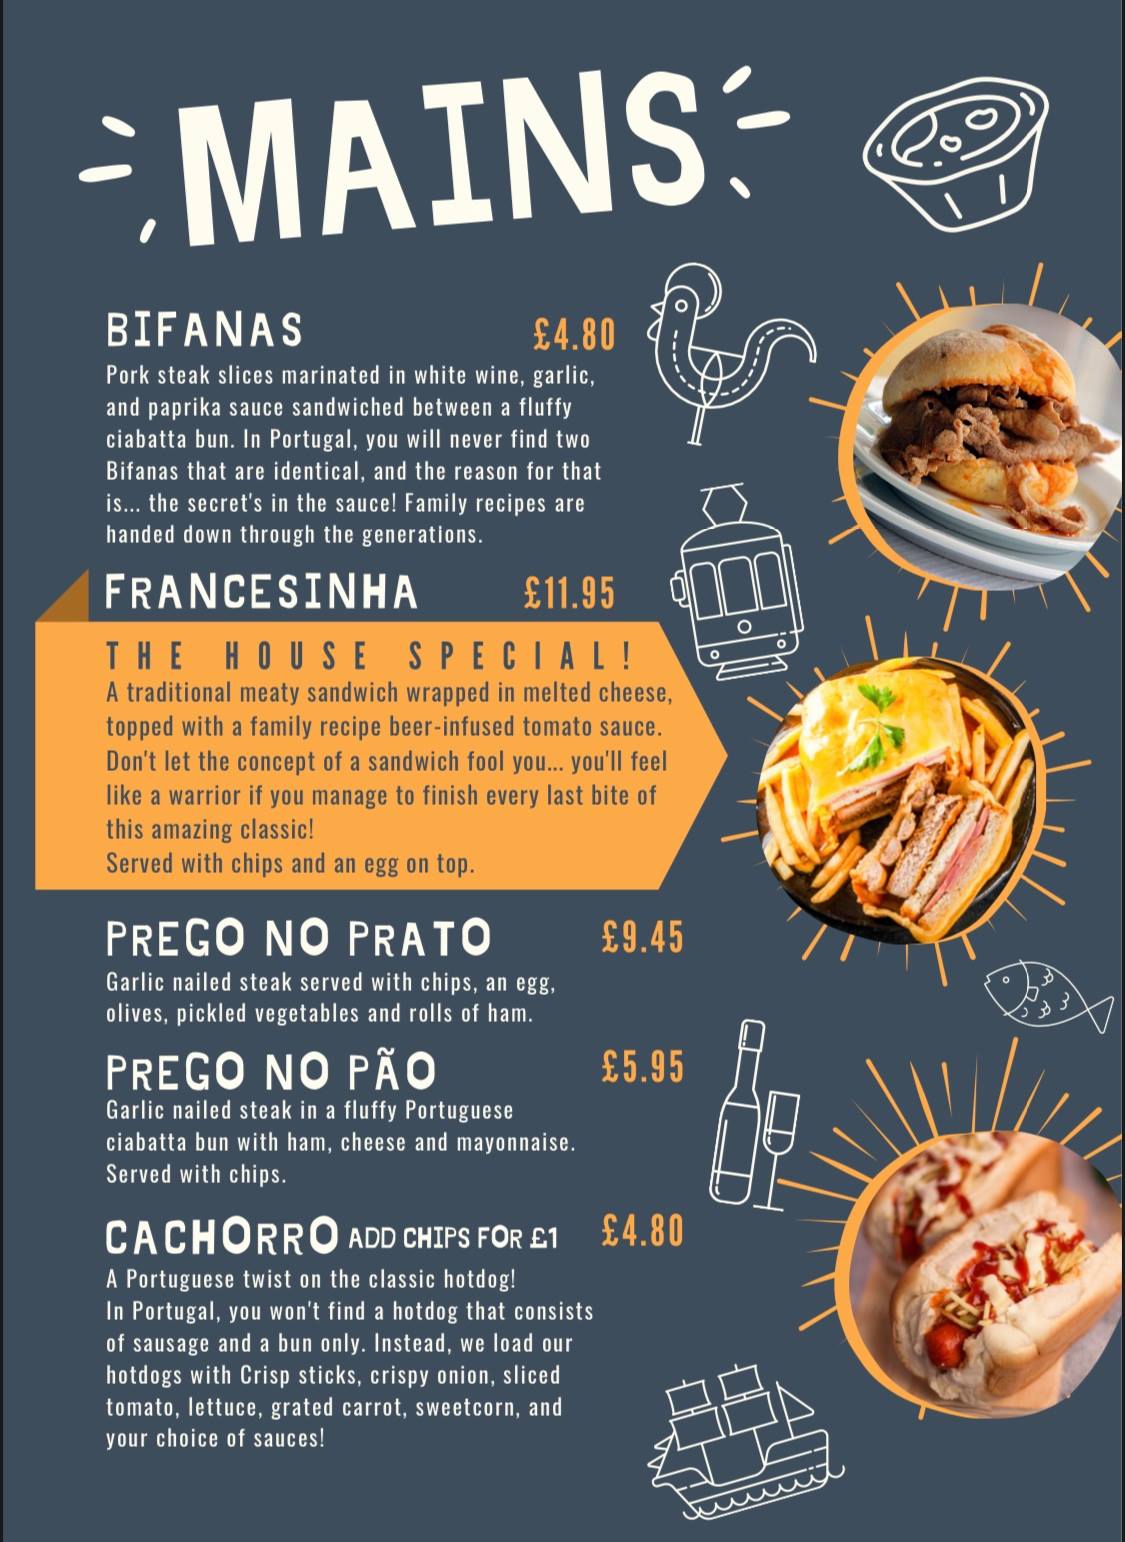 MAINS
BIFANAS £4.80
Pork steak slices marinated in white wine, garlic,
and paprika sauce sandwiched between a fluffy
ciabatta bun. In Portugal, you will never find two
Bifanas that are identical, and the reason for that
is... the secret's in the sauce! Family recipes are
handed down through the generations.
FRANCESINHA £11.95
THE HOUSE SPECIAL!
A traditional meaty sandwich wrapped in melted cheese,
topped with a family recipe beer-infused tomato sauce.
Don't let the concept of a sandwich fool you... you'll feel
like a warrior if you manage to finish every last bite of
this amazing classic!
Served with chips and an egg on top.
PREGO NO PRATO £9.45
Garlic nailed steak served with chips, an egg,
olives, pickled vegetables and rolls of ham.
PREGO NO PÃO £5.95
Garlic nailed steak in a fluffy Portuguese
ciabatta bun with ham, cheese and mayonnaise.
Served with chips.
CACHORRO ADD CHIPS FOR £1 £4.80
A Portuguese twist on the classic hotdog!
In Portugal, you won't find a hotdog that consists
of sausage and a bun only. Instead, we load our
hotdogs with Crisp sticks, crispy onion, sliced
tomato, lettuce, grated carrot, sweetcorn, and
your choice of sauces!